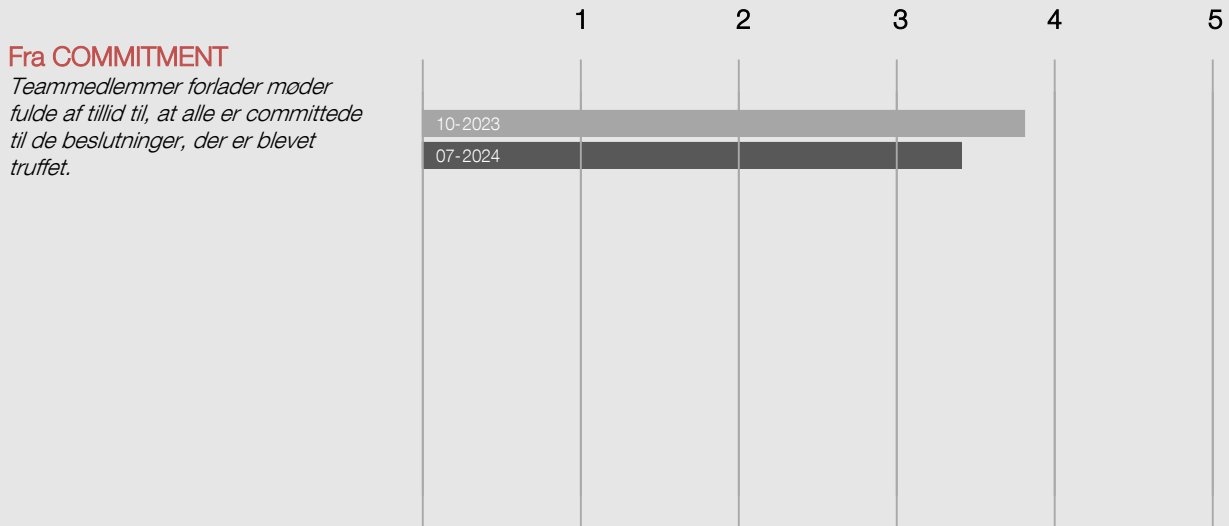 1 2 3 4 5
Fra COMMITMENT
Teammedlemmer forlader møder
fulde af tillid til, at alle er committede
til de beslutninger, der er blevet
truffet.
10-2023
07-2024